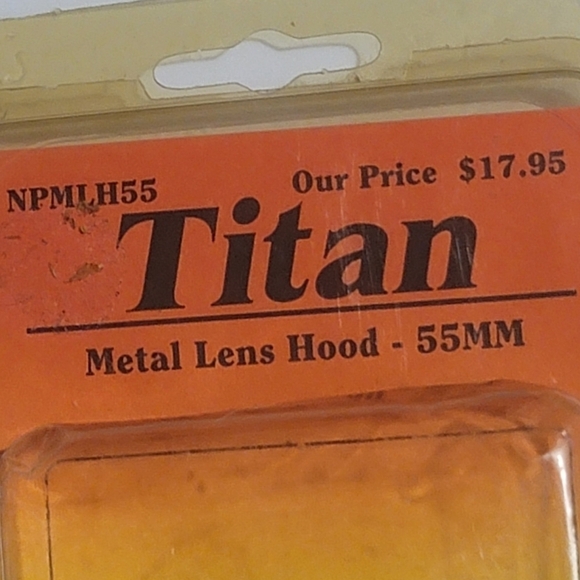 NPMLH55 Our Price $17.95
Titan
Metal Lens Hood - 55MM